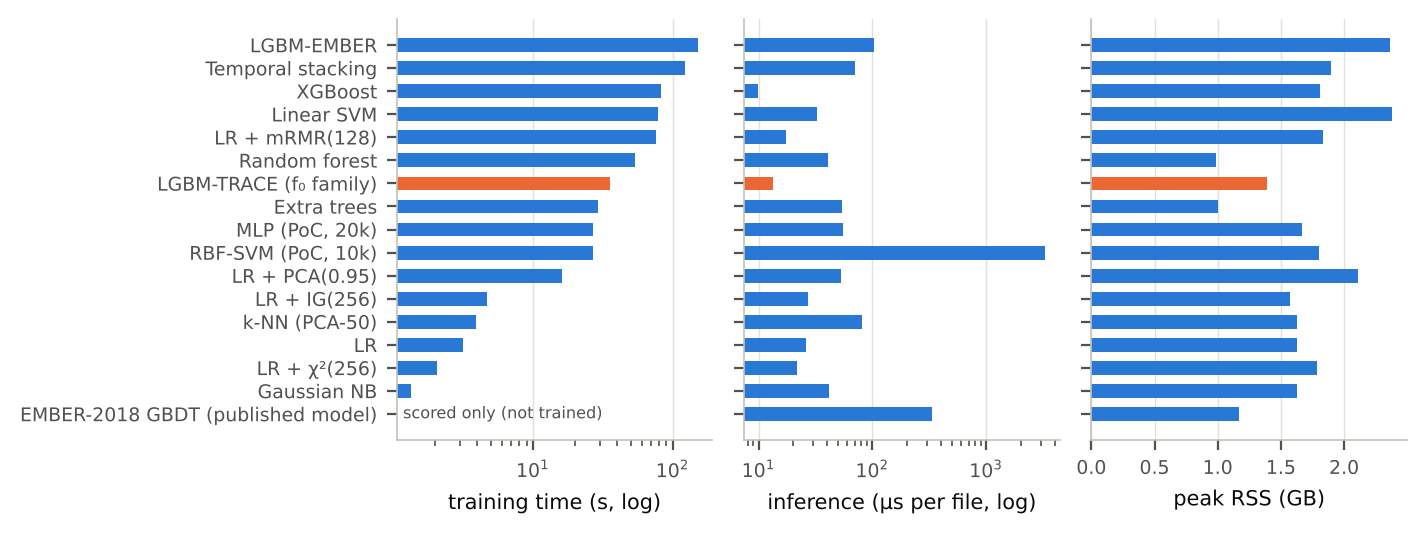 LGBM-EMBER
Temporal stacking
XGBoost
Linear SVM
LR + mRMR(128)
Random forest
LGBM-TRACE (f₀ family)
Extra trees
MLP (PoC, 20k)
RBF-SVM (PoC, 10k)
LR + PCA(0.95)
LR + IG(256)
k-NN (PCA-50)
LR
LR + χ²(256)
Gaussian NB
EMBER-2018 GBDT (published model)
scored only (not trained)
10¹ 10²
training time (s, log)
10¹ 10² 10³
inference (µs per file, log)
0.0 0.5 1.0 1.5 2.0
peak RSS (GB)